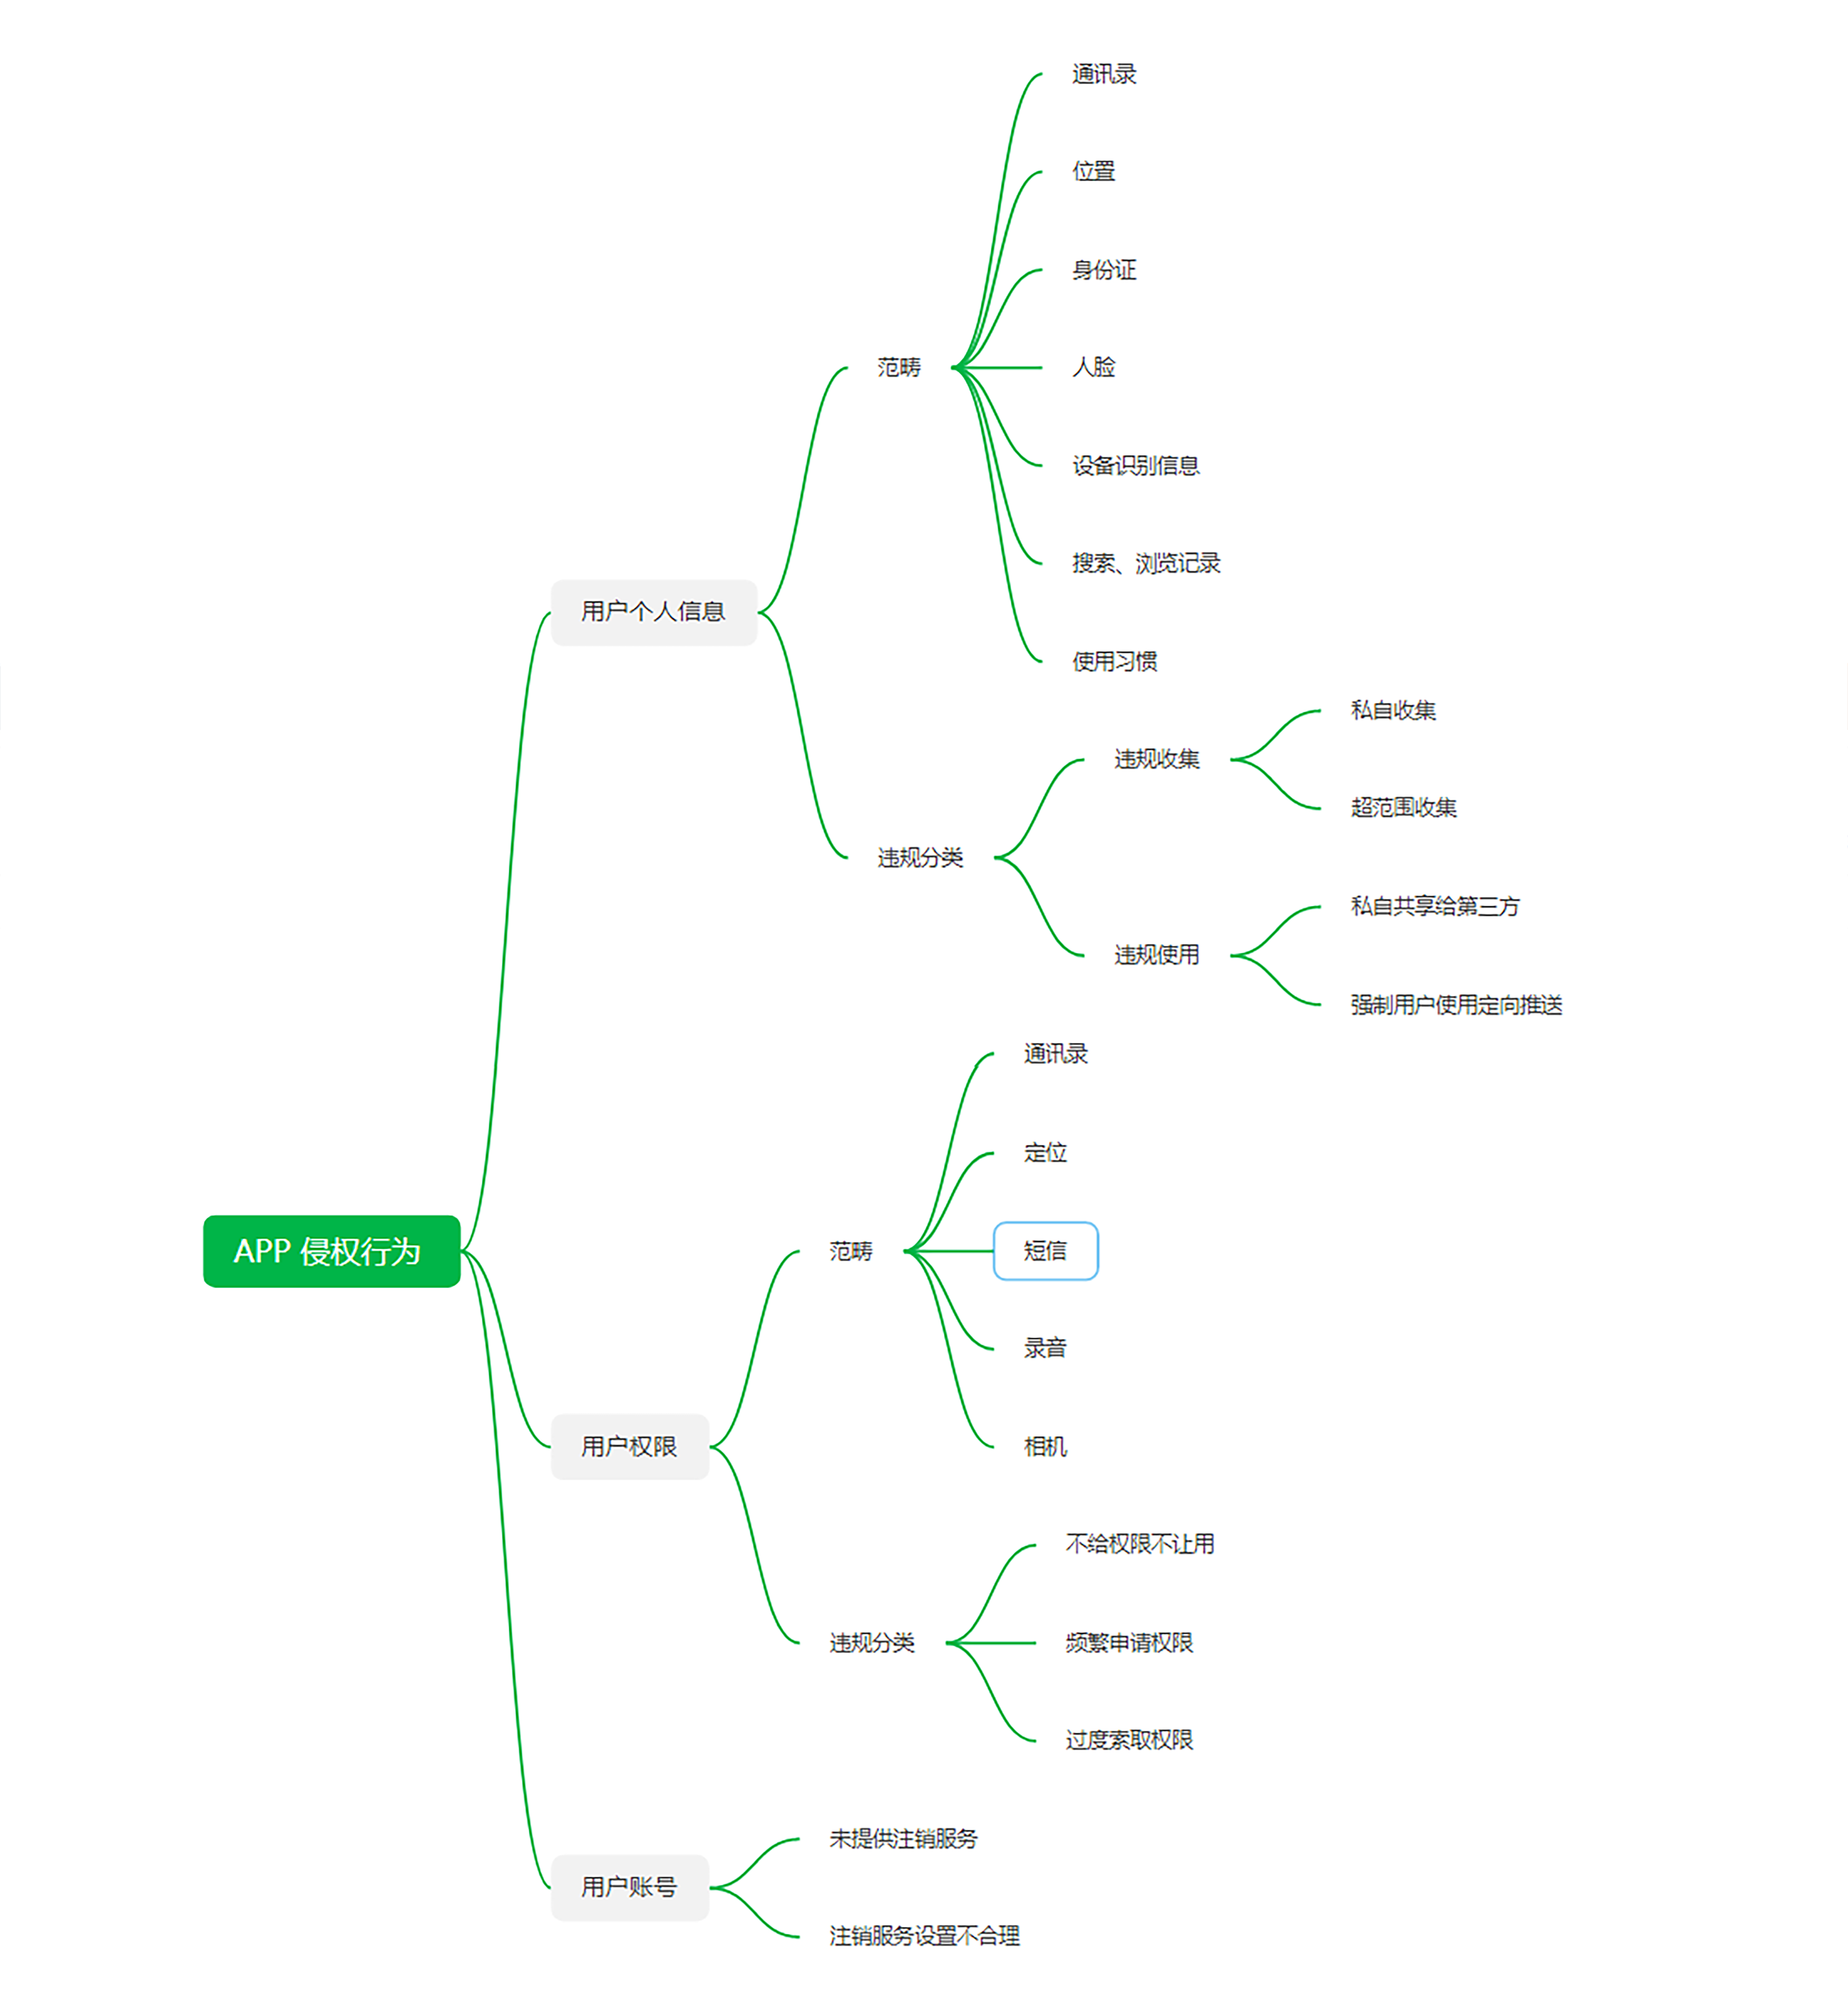 APP 侵权行为
用户个人信息
范畴
通讯录
位置
身份证
人脸
设备识别信息
搜索、浏览记录
使用习惯
违规分类
违规收集
私自收集
超范围收集
违规使用
私自共享给第三方
强制用户使用定向推送
用户权限
范畴
通讯录
定位
短信
录音
相机
违规分类
不给权限不让用
频繁申请权限
过度索取权限
用户账号
未提供注销服务
注销服务设置不合理